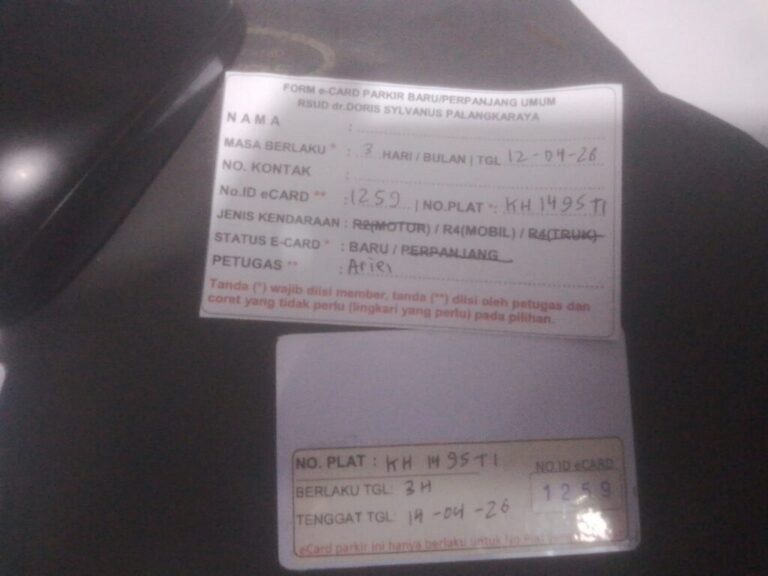 FORM e-CARD PARKIR BARU/PERPANJANG UMUM
RSUD dr.DORIS SYLVANUS PALANGKARAYA
NAMA :
MASA BERLAKU * : 3 HARI / BULAN | TGL 12-04-26
NO. KONTAK :
No.ID eCARD ** : 1259 | NO.PLAT * : KH 1495 TI
JENIS KENDARAAN : R2(MOTOR) / R4(MOBIL) / R4(TRUK)
STATUS E-CARD * : BARU / PERPANJANG
PETUGAS ** : Ariei
Tanda (*) wajib diisi member, tanda (**) diisi oleh petugas dan
coret yang tidak perlu (lingkari yang perlu) pada pilihan.
NO. PLAT : KH 1495 TI
NO.ID eCARD
BERLAKU TGL: 3H
1259
TENGGAT TGL: 14-04-26
eCard parkir ini hanya berlaku untuk No Plat